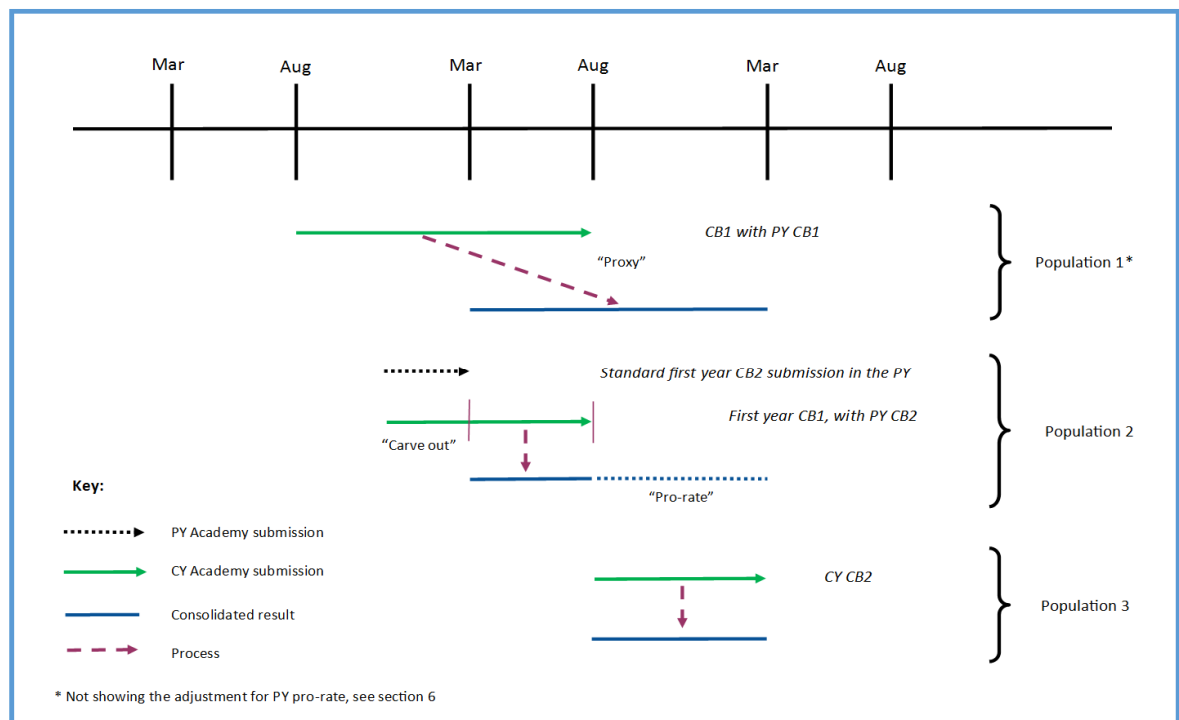 Mar
Aug
Mar
Aug
Mar
Aug
CB1 with PY CB1
“Proxy”
Population 1*
Standard first year CB2 submission in the PY
First year CB1, with PY CB2
“Carve out”
Population 2
“Pro-rate”
Key:
PY Academy submission
CY Academy submission
Consolidated result
Process
CY CB2
Population 3
* Not showing the adjustment for PY pro-rate, see section 6